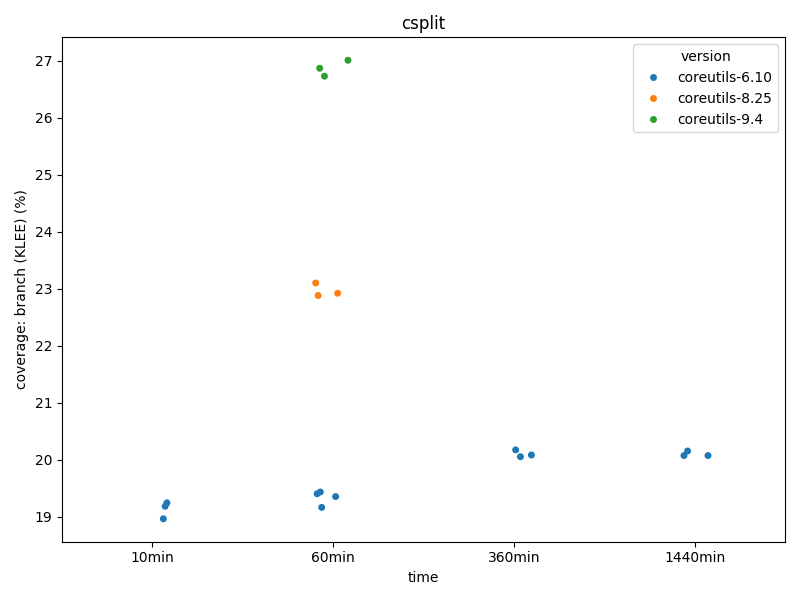 csplit
version
coreutils-6.10
coreutils-8.25
coreutils-9.4
coverage: branch (KLEE) (%)
27
26
25
24
23
22
21
20
19
10min
60min
360min
1440min
time